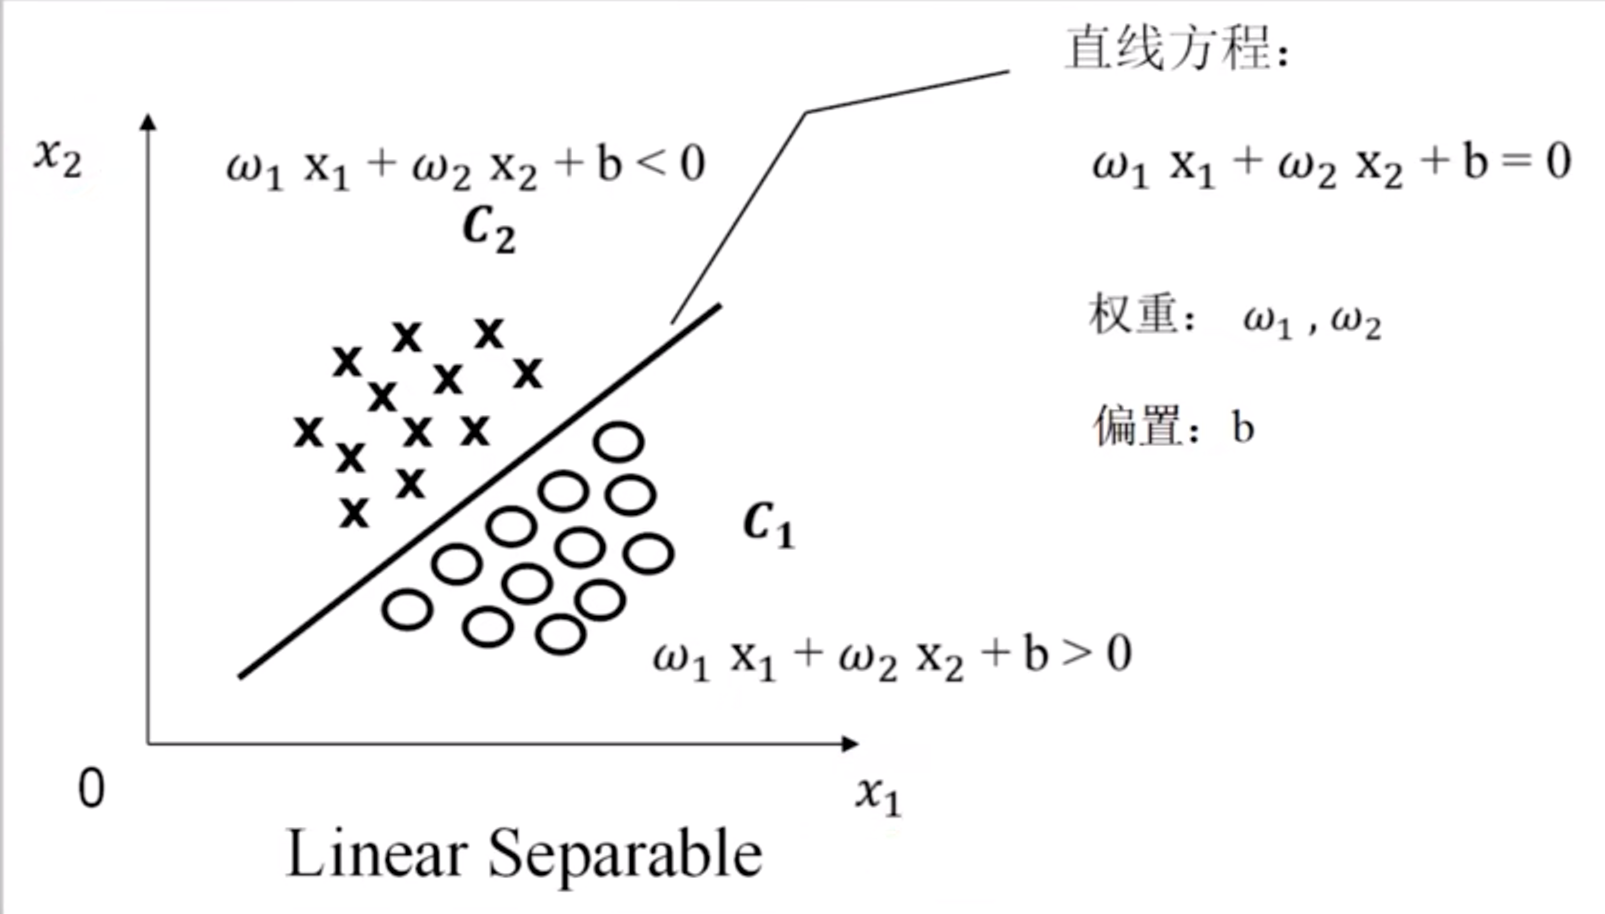 直线方程：
x₂
ω₁ x₁ + ω₂ x₂ + b < 0
ω₁ x₁ + ω₂ x₂ + b = 0
C₂
权重： ω₁ , ω₂
偏置： b
C₁
ω₁ x₁ + ω₂ x₂ + b > 0
0
x₁
Linear Separable